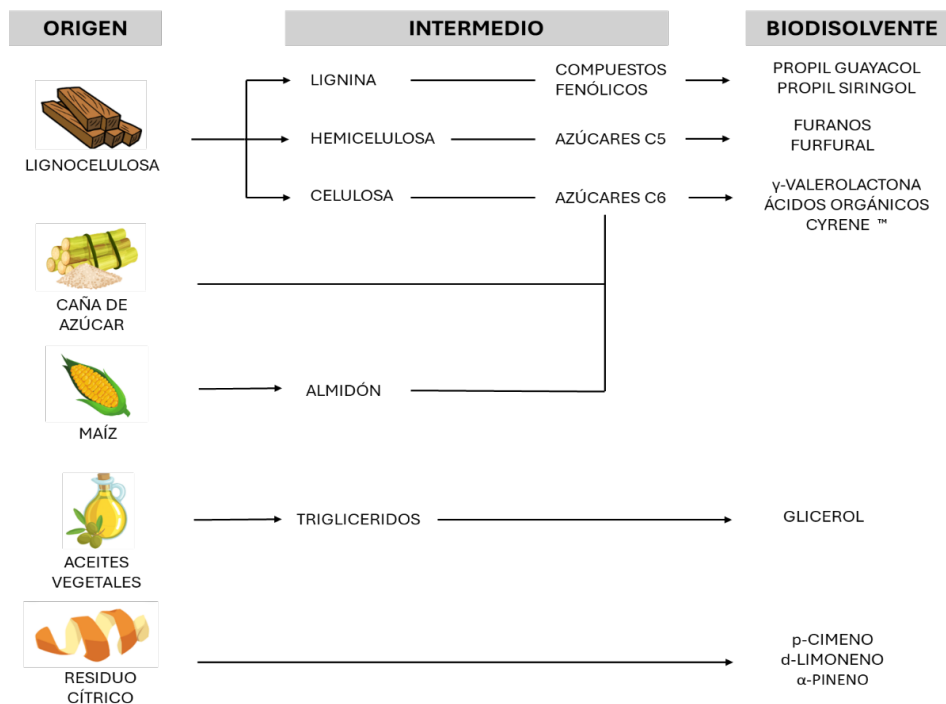 ORIGEN
INTERMEDIO
BIODISOLVENTE
LIGNOCELULOSA
LIGNINA
COMPUESTOS
FENÓLICOS
PROPIL GUAYACOL
PROPIL SIRINGOL
HEMICELULOSA
AZÚCARES C5
FURANOS
FURFURAL
CELULOSA
AZÚCARES C6
γ-VALEROLACTONA
ÁCIDOS ORGÁNICOS
CYRENE ™
CAÑA DE
AZÚCAR
ALMIDÓN
MAÍZ
TRIGLICERIDOS
GLICEROL
ACEITES
VEGETALES
RESIDUO
CÍTRICO
p-CIMENO
d-LIMONENO
α-PINENO